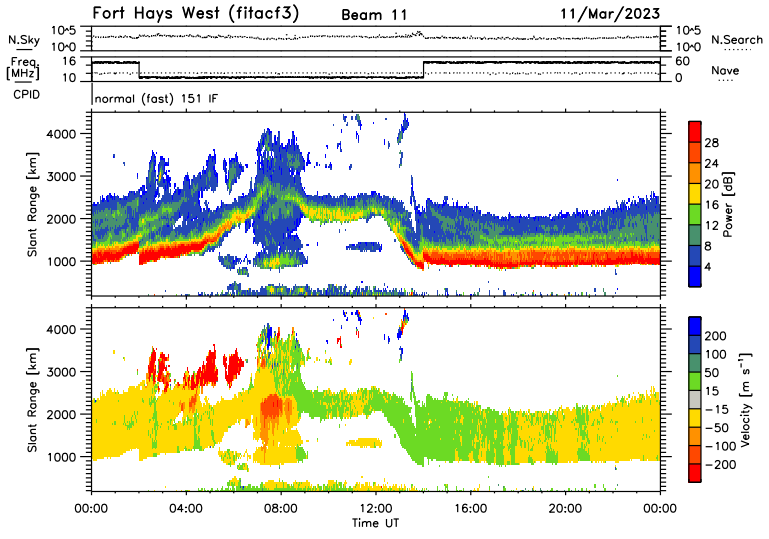 Fort Hays West (fitacf3) Beam 11 11/Mar/2023
N.Sky 10^5 10^0 10^5 10^0 N.Search
Freq. [MHz] 16 10 60 0 Nave
CPID normal (fast) 151 IF
Slant Range [km]
4000
3000
2000
1000
Power [dB]
28
24
20
16
12
8
4
Slant Range [km]
4000
3000
2000
1000
Velocity [m s⁻¹]
200
100
50
15
-15
-50
-100
-200
00:00 04:00 08:00 12:00 16:00 20:00 00:00
Time UT